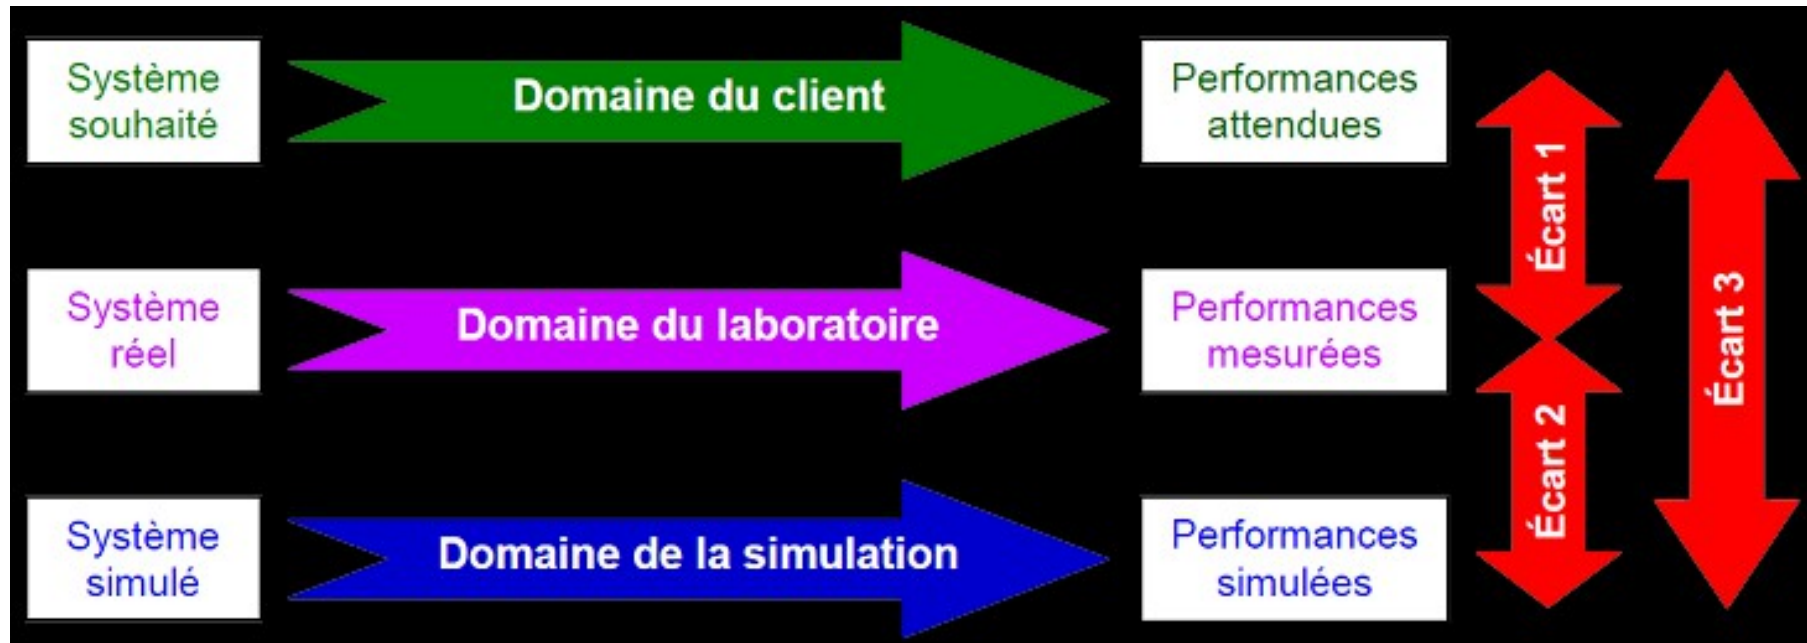 Système
souhaité
Domaine du client
Performances
attendues
Écart 1
Écart 3
Système
réel
Domaine du laboratoire
Performances
mesurées
Écart 2
Système
simulé
Domaine de la simulation
Performances
simulées